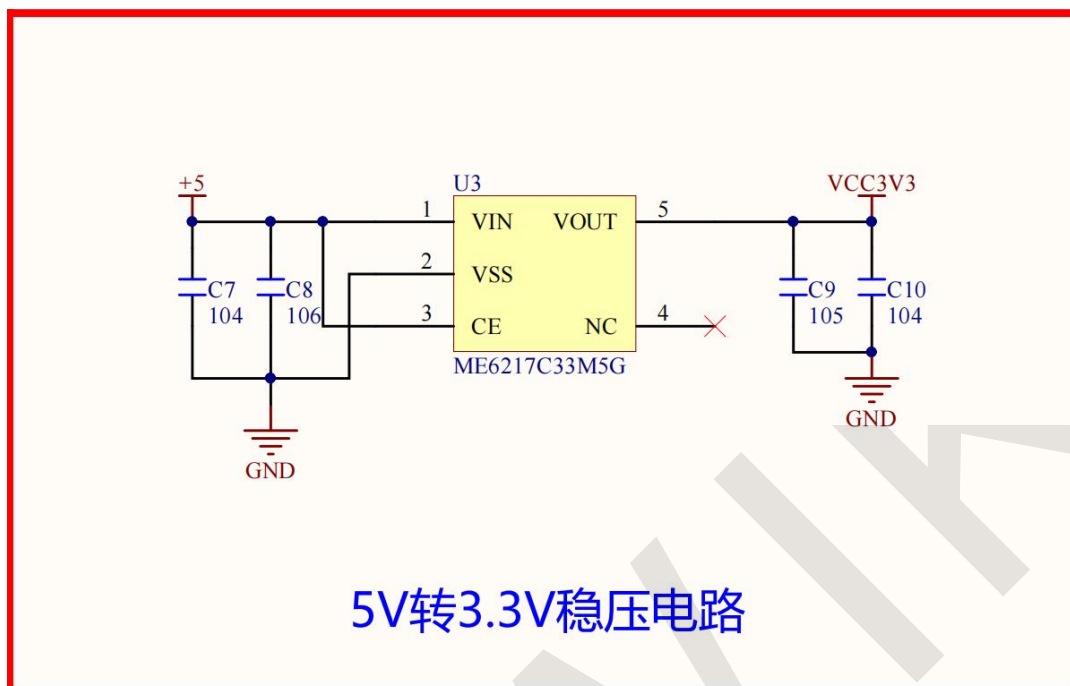 +5
U3
VCC3V3
1 VIN VOUT 5
2 VSS
3 CE NC 4
C7
104
C8
106
C9
105
C10
104
ME6217C33M5G
GND
GND
5V转3.3V稳压电路